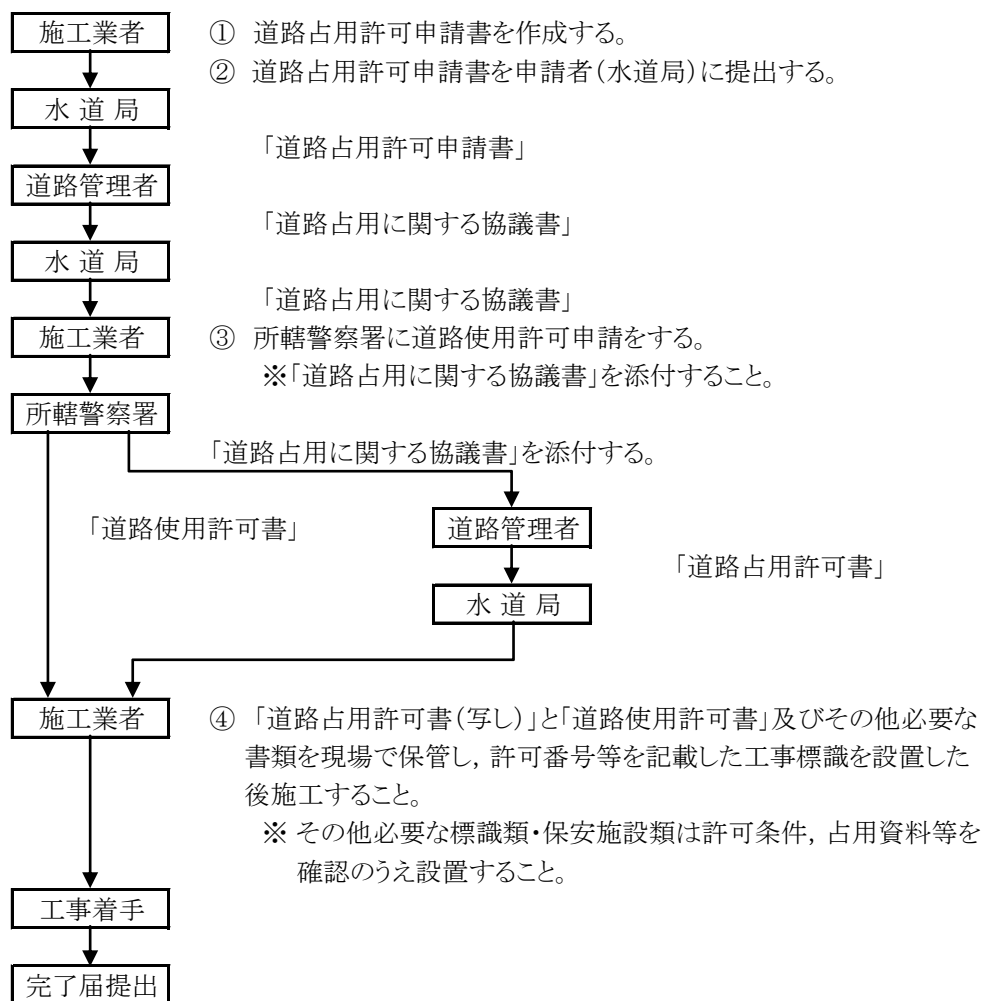 施工業者
① 道路占用許可申請書を作成する。
② 道路占用許可申請書を申請者(水道局)に提出する。
水 道 局
「道路占用許可申請書」
道路管理者
「道路占用に関する協議書」
水 道 局
「道路占用に関する協議書」
施工業者
③ 所轄警察署に道路使用許可申請をする。
※「道路占用に関する協議書」を添付すること。
所轄警察署
「道路占用に関する協議書」を添付する。
「道路使用許可書」
道路管理者
「道路占用許可書」
水 道 局
施工業者
④ 「道路占用許可書(写し)」と「道路使用許可書」及びその他必要な
書類を現場で保管し, 許可番号等を記載した工事標識を設置した
後施工すること。
※ その他必要な標識類・保安施設類は許可条件, 占用資料等を
確認のうえ設置すること。
工事着手
完了届提出